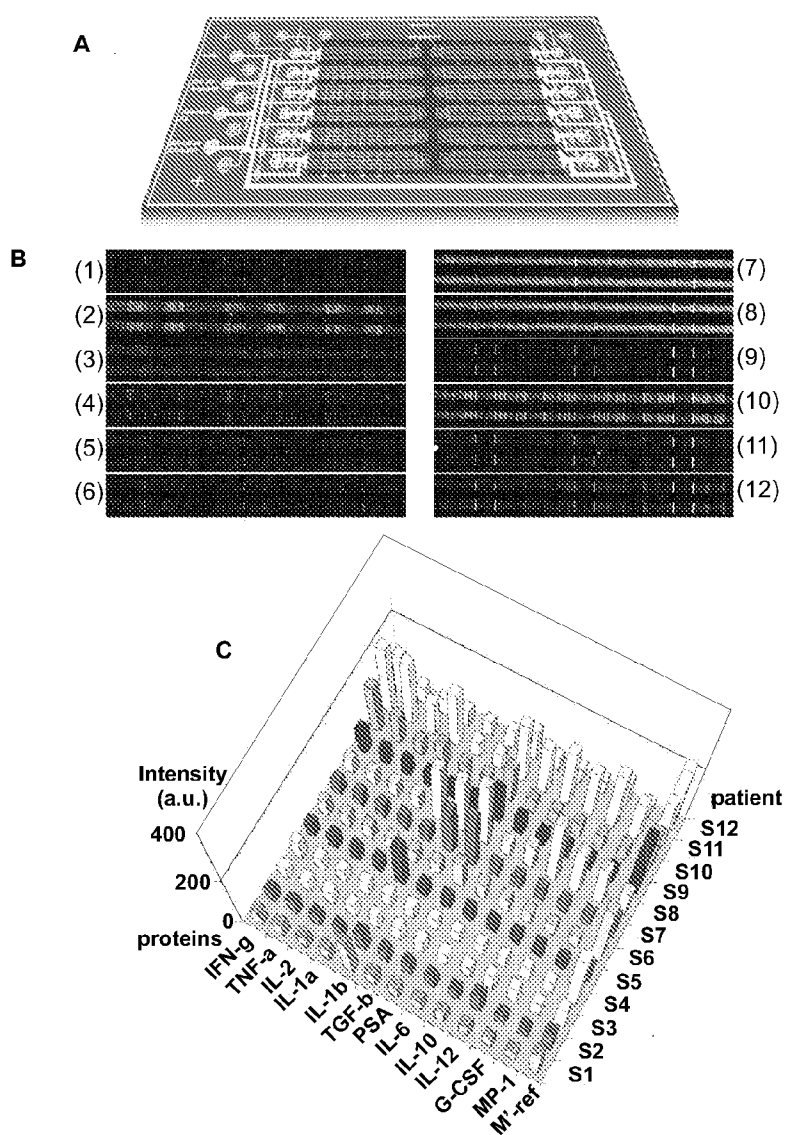 A
B
(1)
(2)
(3)
(4)
(5)
(6)
(7)
(8)
(9)
(10)
(11)
(12)
C
Intensity
(a.u.)
400
200
0
proteins
IFN-g
TNF-a
IL-2
IL-1a
IL-1b
TGF-b
PSA
IL-6
IL-10
IL-12
G-CSF
MP-1
M'-ref
patient
S12
S11
S10
S9
S8
S7
S6
S5
S4
S3
S2
S1